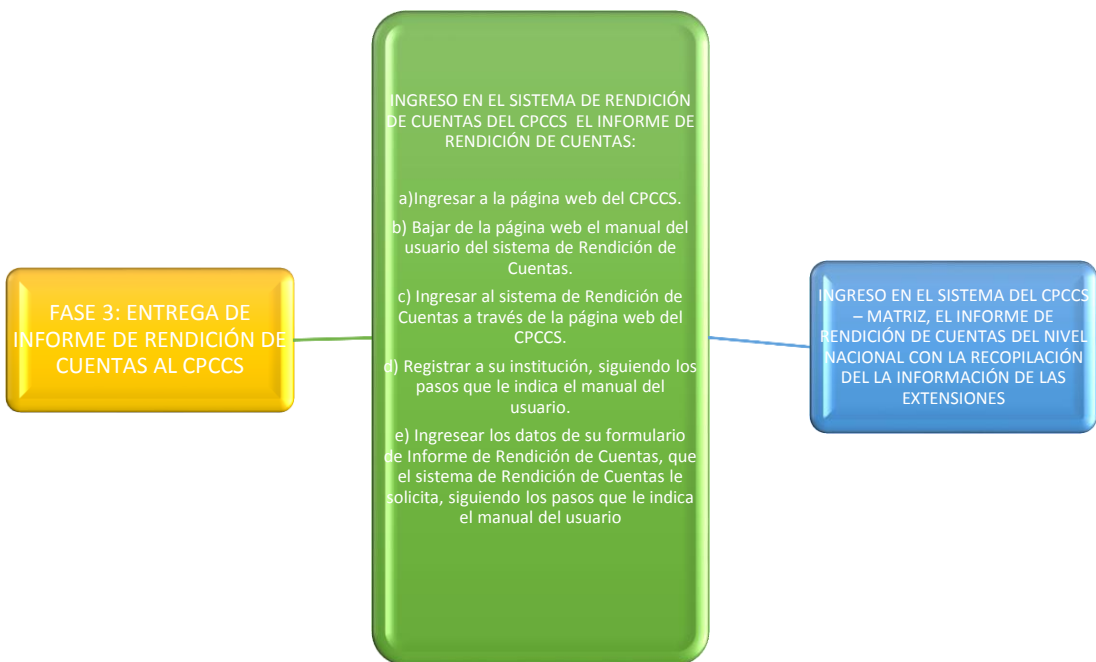 FASE 3: ENTREGA DE
INFORME DE RENDICIÓN DE
CUENTAS AL CPCCS
INGRESO EN EL SISTEMA DE RENDICIÓN
DE CUENTAS DEL CPCCS EL INFORME DE
RENDICIÓN DE CUENTAS:
a)Ingresar a la página web del CPCCS.
b) Bajar de la página web el manual del
usuario del sistema de Rendición de
Cuentas.
c) Ingresar al sistema de Rendición de
Cuentas a través de la página web del
CPCCS.
d) Registrar a su institución, siguiendo los
pasos que le indica el manual del
usuario.
e) Ingresear los datos de su formulario
de Informe de Rendición de Cuentas, que
el sistema de Rendición de Cuentas le
solicita, siguiendo los pasos que le indica
el manual del usuario
INGRESO EN EL SISTEMA DEL CPCCS
– MATRIZ, EL INFORME DE
RENDICIÓN DE CUENTAS DEL NIVEL
NACIONAL CON LA RECOPILACIÓN
DEL LA INFORMACIÓN DE LAS
EXTENSIONES